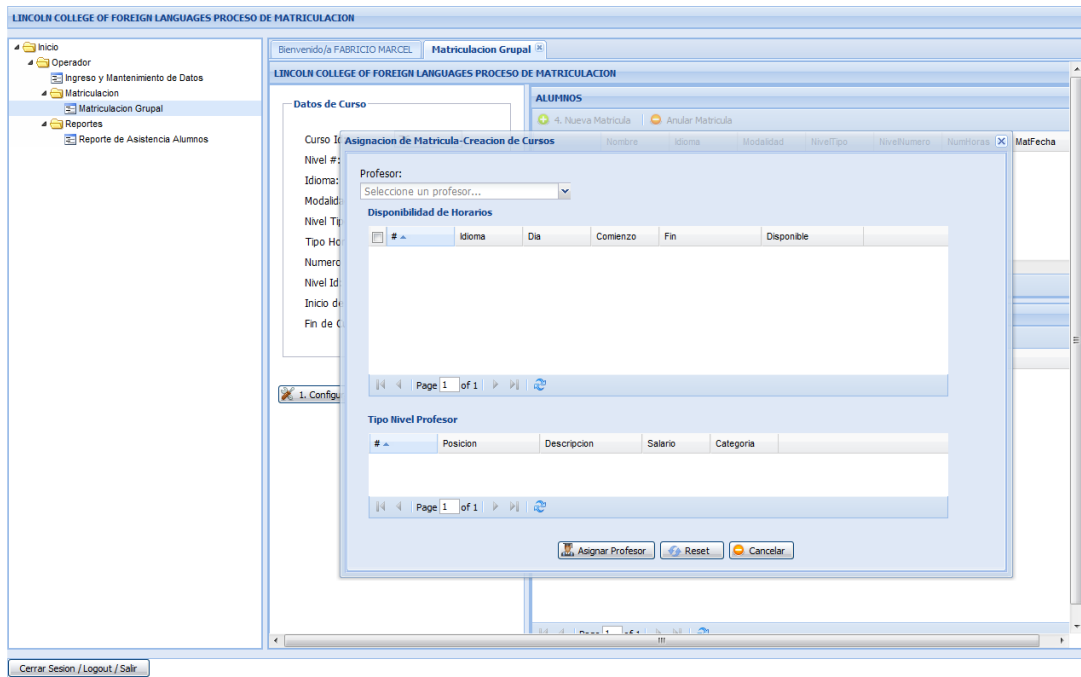 LINCOLN COLLEGE OF FOREIGN LANGUAGES PROCESO DE MATRICULACION
Inicio
Operador
Ingreso y Mantenimiento de Datos
Matriculacion
Matriculacion Grupal
Reportes
Reporte de Asistencia Alumnos
Bienvenido/a FABRICIO MARCEL Matriculacion Grupal
LINCOLN COLLEGE OF FOREIGN LANGUAGES PROCESO DE MATRICULACION
Datos de Curso
Curso
Nivel #:
Idioma:
Modalid
Nivel
Tipo
Numero
Nivel
Inicio
Fin de
1. Configu
ALUMNOS
4. Nueva Matricula Anular Matricula
Nombre Idioma Modalidad NivelTipo NivelNumero NumHoras MatFecha
Asignacion de Matricula-Creacion de Cursos
Profesor:
Seleccione un profesor...
Disponibilidad de Horarios
# Idioma Dia Comienzo Fin Disponible
Page 1 of 1
Tipo Nivel Profesor
# Posicion Descripcion Salario Categoria
Page 1 of 1
Asignar Profesor Reset Cancelar
Page 1 of 1
Cerrar Sesion / Logout / Salir